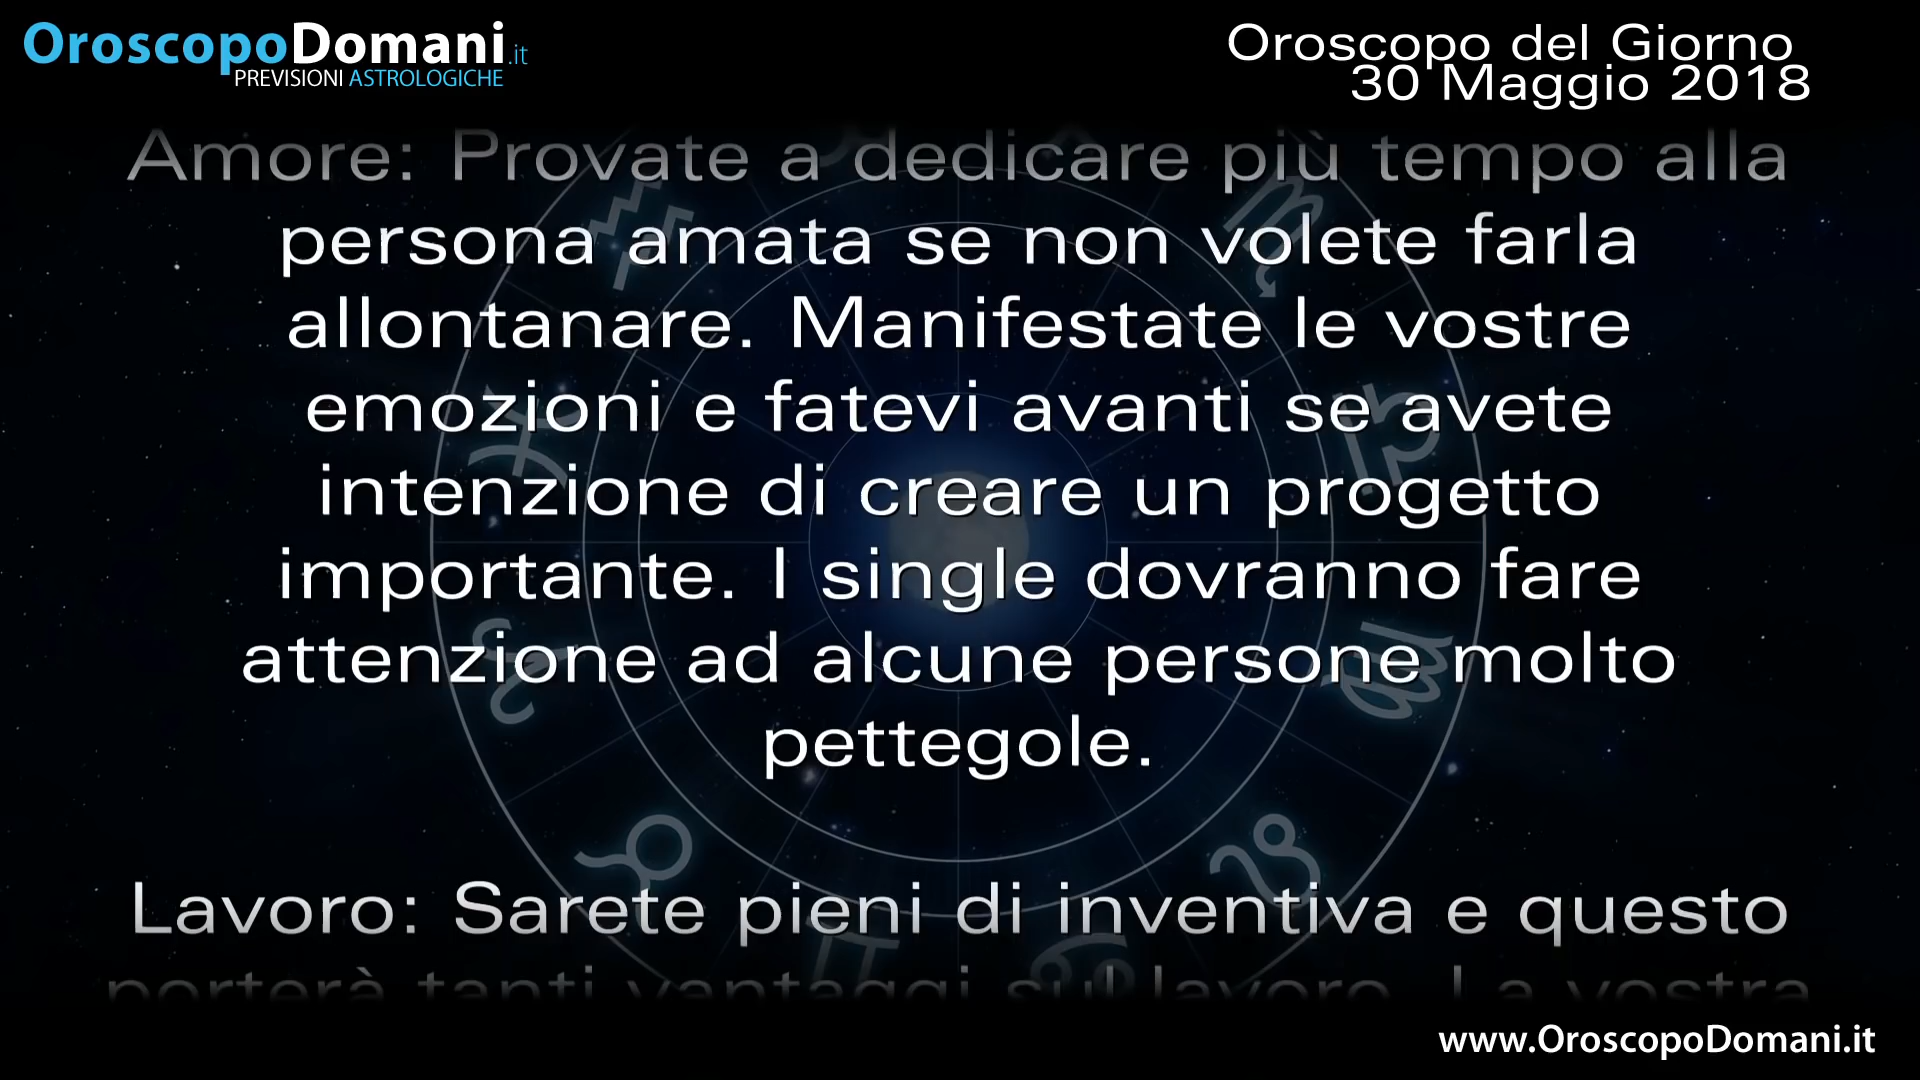 OroscopoDomani.it
PREVISIONI ASTROLOGICHE
Oroscopo del Giorno
30 Maggio 2018
Amore: Provate a dedicare più tempo alla
persona amata se non volete farla
allontanare. Manifestate le vostre
emozioni e fatevi avanti se avete
intenzione di creare un progetto
importante. I single dovranno fare
attenzione ad alcune persone molto
pettegole.
Lavoro: Sarete pieni di inventiva e questo
porterà tanti vantaggi sul lavoro. La vostra
www.OroscopoDomani.it